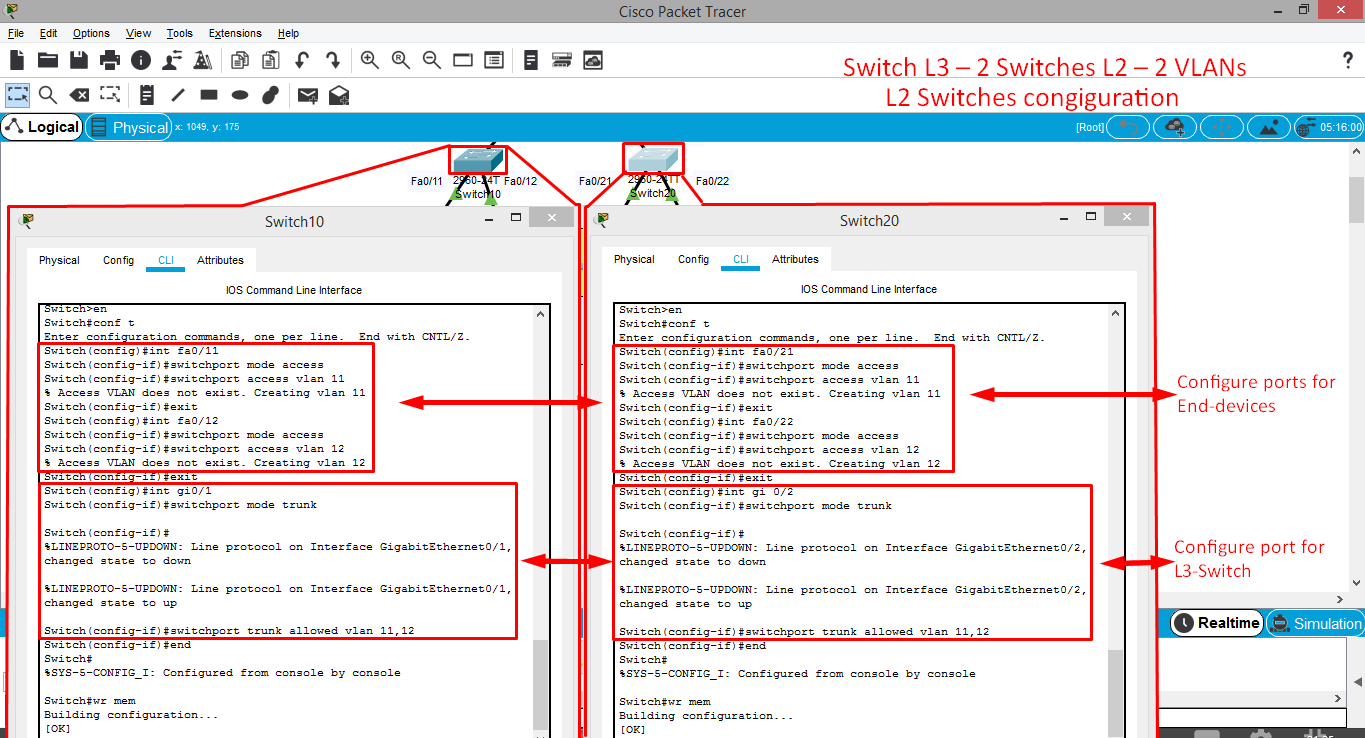 Cisco Packet Tracer
File Edit Options View Tools Extensions Help
Switch L3 – 2 Switches L2 – 2 VLANs
L2 Switches congiguration
Logical
Physical
x: 1049, y: 175
[Root]
05:16:00
Fa0/11
2960-24T
Fa0/12
Switch10
Fa0/21
2960-24TT
Fa0/22
Switch20
Switch10
Physical Config CLI Attributes
IOS Command Line Interface
Switch>en
Switch#conf t
Enter configuration commands, one per line. End with CNTL/Z.
Switch(config)#int fa0/11
Switch(config-if)#switchport mode access
Switch(config-if)#switchport access vlan 11
% Access VLAN does not exist. Creating vlan 11
Switch(config-if)#exit
Switch(config)#int fa0/12
Switch(config-if)#switchport mode access
Switch(config-if)#switchport access vlan 12
% Access VLAN does not exist. Creating vlan 12
Switch(config-if)#exit
Switch(config)#int gi0/1
Switch(config-if)#switchport mode trunk
Switch(config-if)#
%LINEPROTO-5-UPDOWN: Line protocol on Interface GigabitEthernet0/1,
changed state to down
%LINEPROTO-5-UPDOWN: Line protocol on Interface GigabitEthernet0/1,
changed state to up
Switch(config-if)#switchport trunk allowed vlan 11,12
Switch(config-if)#end
Switch#
%SYS-5-CONFIG_I: Configured from console by console
Switch#wr mem
Building configuration...
[OK]
Switch20
Physical Config CLI Attributes
IOS Command Line Interface
Switch>en
Switch#conf t
Enter configuration commands, one per line. End with CNTL/Z.
Switch(config)#int fa0/21
Switch(config-if)#switchport mode access
Switch(config-if)#switchport access vlan 11
% Access VLAN does not exist. Creating vlan 11
Switch(config-if)#exit
Switch(config)#int fa0/22
Switch(config-if)#switchport mode access
Switch(config-if)#switchport access vlan 12
% Access VLAN does not exist. Creating vlan 12
Switch(config-if)#exit
Switch(config)#int gi 0/2
Switch(config-if)#switchport mode trunk
Switch(config-if)#
%LINEPROTO-5-UPDOWN: Line protocol on Interface GigabitEthernet0/2,
changed state to down
%LINEPROTO-5-UPDOWN: Line protocol on Interface GigabitEthernet0/2,
changed state to up
Switch(config-if)#switchport trunk allowed vlan 11,12
Switch(config-if)#end
Switch#
%SYS-5-CONFIG_I: Configured from console by console
Switch#wr mem
Building configuration...
[OK]
Configure ports for
End-devices
Configure port for
L3-Switch
Realtime
Simulation